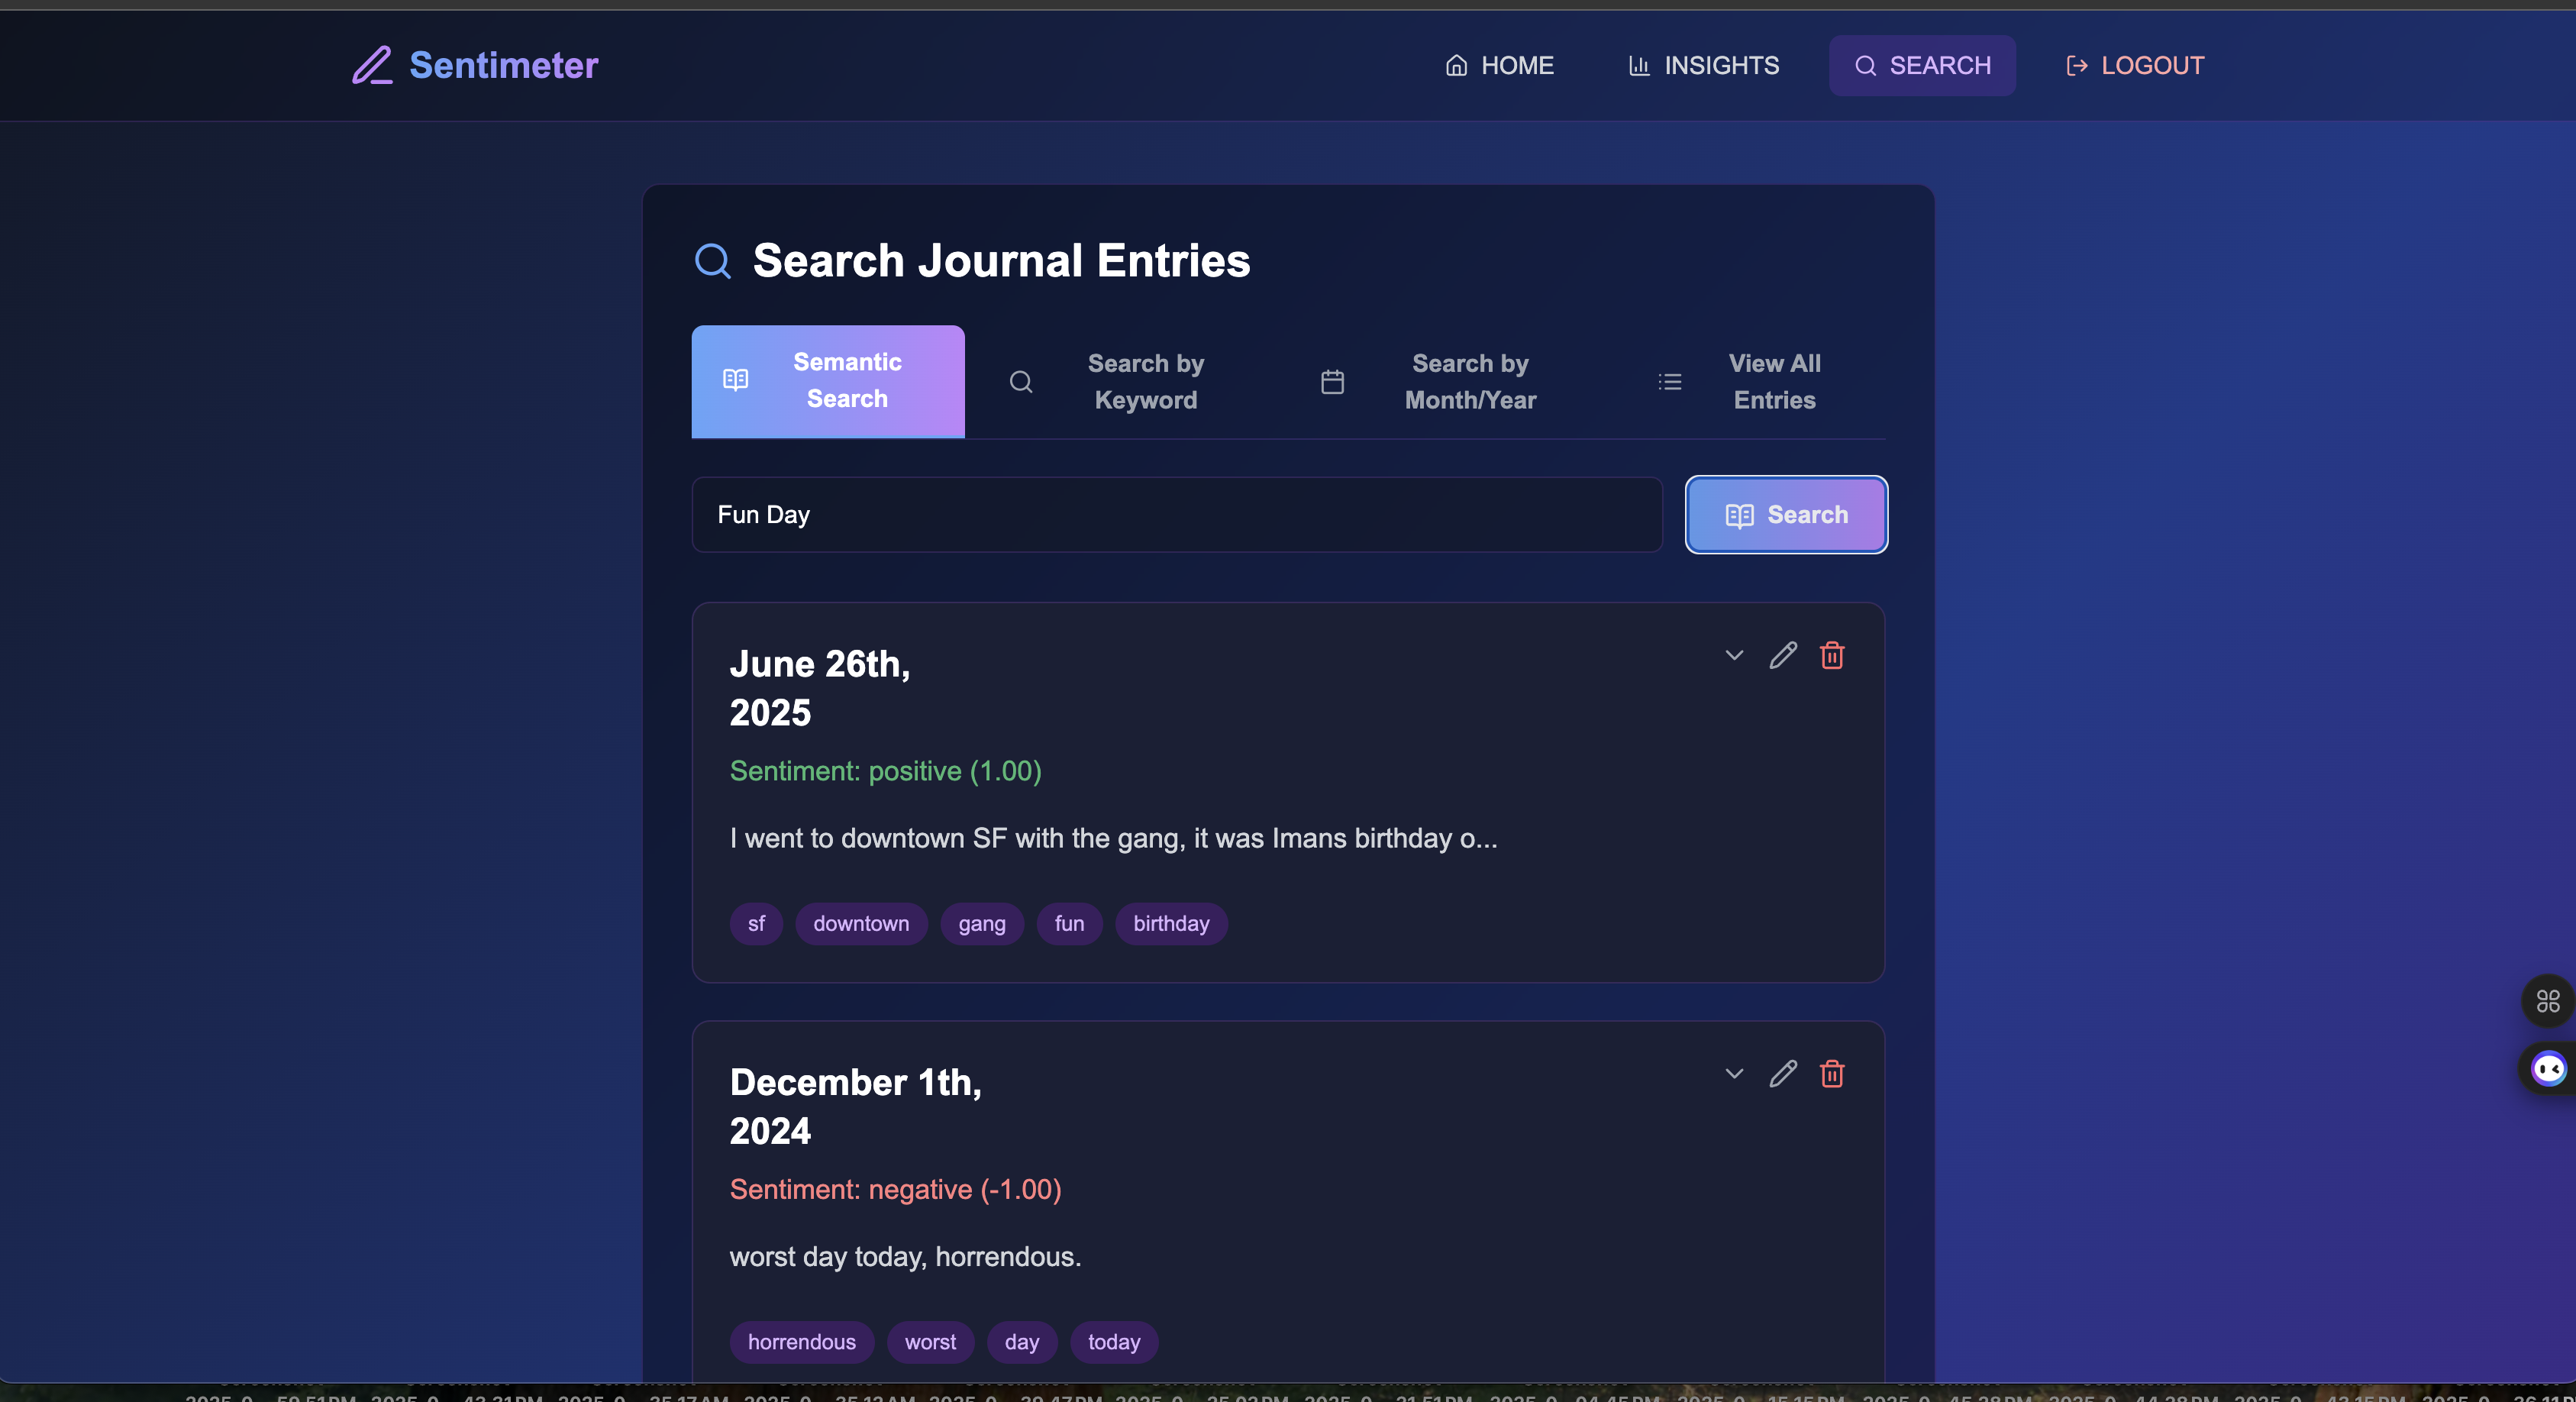 Sentimeter
HOME
INSIGHTS
SEARCH
LOGOUT
Search Journal Entries
Semantic
Search
Search by
Keyword
Search by
Month/Year
View All
Entries
Fun Day
Search
June 26th,
2025
Sentiment: positive (1.00)
I went to downtown SF with the gang, it was Imans birthday o...
sf
downtown
gang
fun
birthday
December 1th,
2024
Sentiment: negative (-1.00)
worst day today, horrendous.
horrendous
worst
day
today